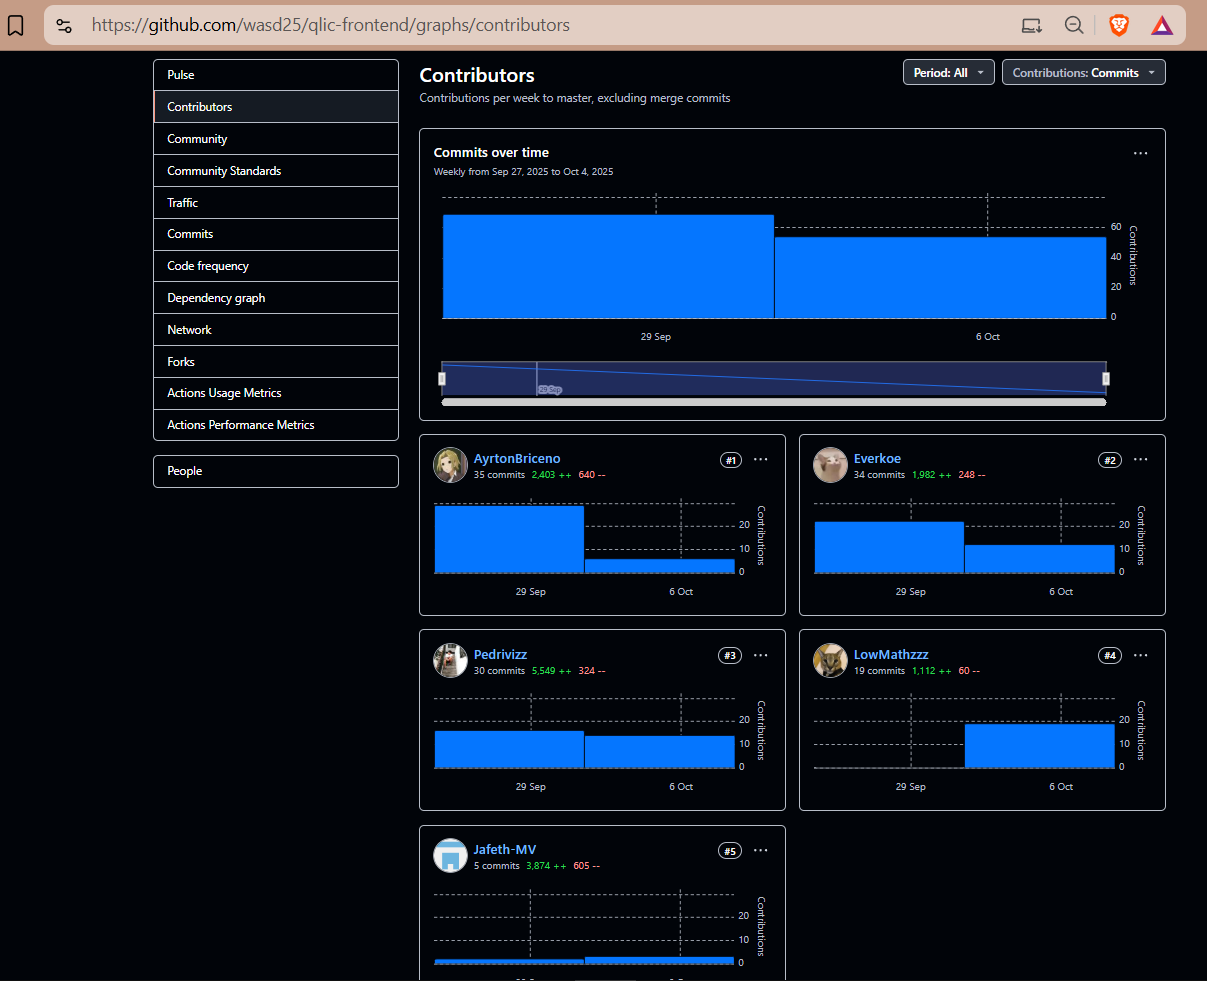 https://github.com/wasd25/qlic-frontend/graphs/contributors
Pulse
Contributors
Community
Community Standards
Traffic
Commits
Code frequency
Dependency graph
Network
Forks
Actions Usage Metrics
Actions Performance Metrics
People
Contributors
Contributions per week to master, excluding merge commits
Period: All
Contributions: Commits
Commits over time
Weekly from Sep 27, 2025 to Oct 4, 2025
60
40
20
0
Contributions
29 Sep
6 Oct
29 Sep
AyrtonBriceno
#1
35 commits 2,403 ++ 640 --
20
10
0
Contributions
29 Sep
6 Oct
Everkoe
#2
34 commits 1,982 ++ 248 --
20
10
0
Contributions
29 Sep
6 Oct
Pedrivizz
#3
30 commits 5,549 ++ 324 --
20
10
0
Contributions
29 Sep
6 Oct
LowMathzzz
#4
19 commits 1,112 ++ 60 --
20
10
0
Contributions
29 Sep
6 Oct
Jafeth-MV
#5
5 commits 3,874 ++ 605 --
20
10
0
Contributions